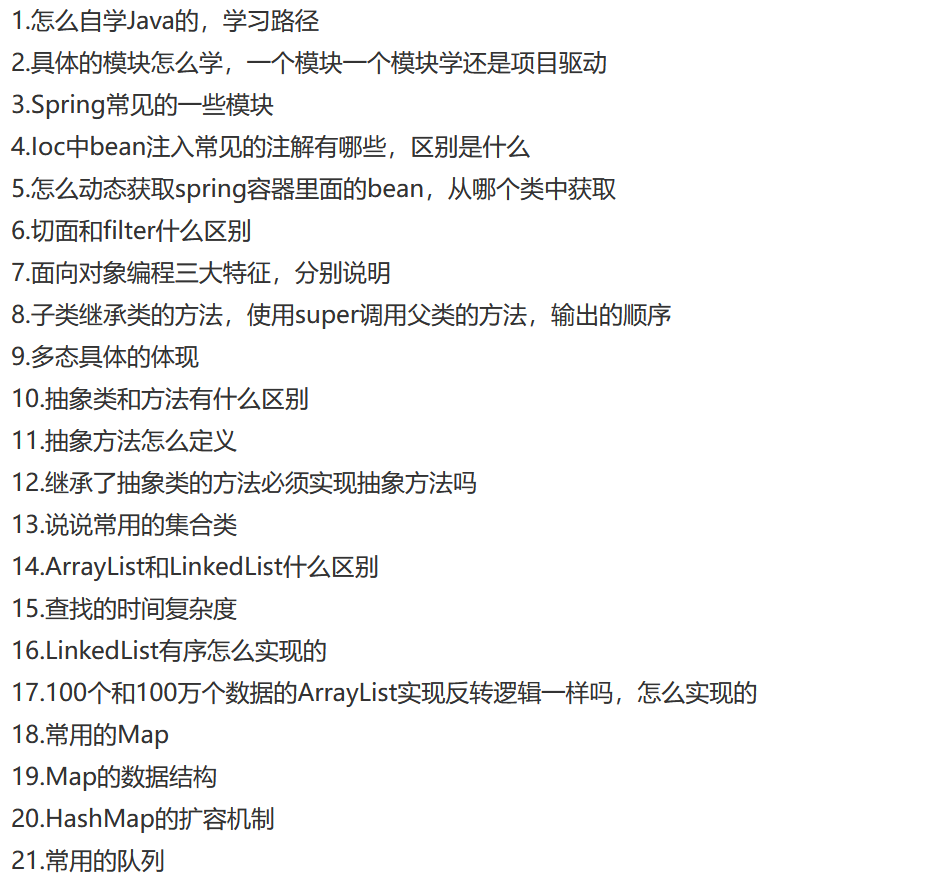 1.怎么自学Java的，学习路径
2.具体的模块怎么学，一个模块一个模块学还是项目驱动
3.Spring常见的一些模块
4.Ioc中bean注入常见的注解有哪些，区别是什么
5.怎么动态获取spring容器里面的bean，从哪个类中获取
6.切面和filter什么区别
7.面向对象编程三大特征，分别说明
8.子类继承类的方法，使用super调用父类的方法，输出的顺序
9.多态具体的体现
10.抽象类和方法有什么区别
11.抽象方法怎么定义
12.继承了抽象类的方法必须实现抽象方法吗
13.说说常用的集合类
14.ArrayList和LinkedList什么区别
15.查找的时间复杂度
16.LinkedList有序怎么实现的
17.100个和100万个数据的ArrayList实现反转逻辑一样吗，怎么实现的
18.常用的Map
19.Map的数据结构
20.HashMap的扩容机制
21.常用的队列